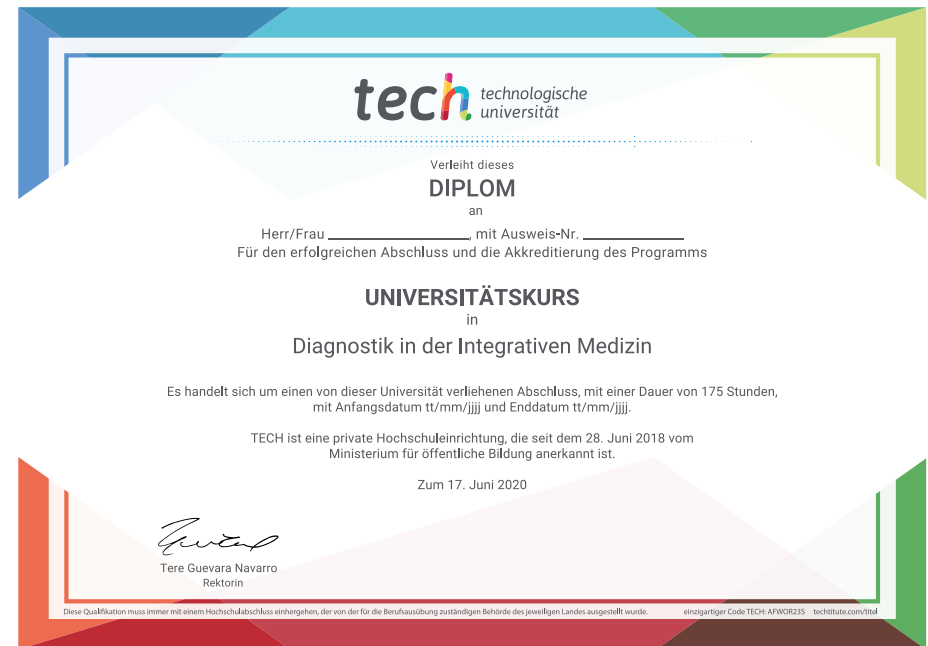 tech technologische
universität
Verleiht dieses
DIPLOM
an
Herr/Frau ____________________, mit Ausweis-Nr. ______________
Für den erfolgreichen Abschluss und die Akkreditierung des Programms
UNIVERSITÄTSKURS
in
Diagnostik in der Integrativen Medizin
Es handelt sich um einen von dieser Universität verliehenen Abschluss, mit einer Dauer von 175 Stunden,
mit Anfangsdatum tt/mm/jjjj und Enddatum tt/mm/jjjj.
TECH ist eine private Hochschuleinrichtung, die seit dem 28. Juni 2018 vom
Ministerium für öffentliche Bildung anerkannt ist.
Zum 17. Juni 2020
Tere Guevara Navarro
Rektorin
Diese Qualifikation muss immer mit einem Hochschulabschluss einhergehen, der von der für die Berufsausübung zuständigen Behörde des jeweiligen Landes ausgestellt wurde. einzigartiger Code TECH: AFWOR23S techtitute.com/titel